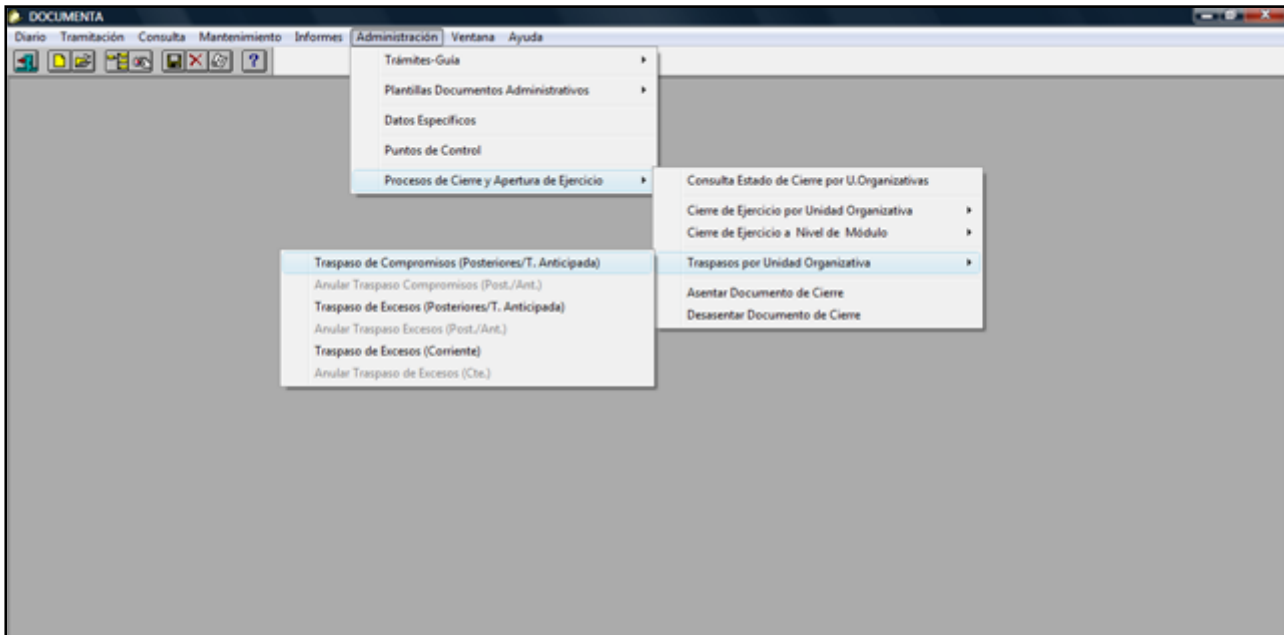 DOCUMENTA
Diario Tramitación Consulta Mantenimiento Informes Administración Ventana Ayuda
?
Trámites-Guía
Plantillas Documentos Administrativos
Datos Específicos
Puntos de Control
Procesos de Cierre y Apertura de Ejercicio
Consulta Estado de Cierre por U.Organizativas
Cierre de Ejercicio por Unidad Organizativa
Cierre de Ejercicio a Nivel de Módulo
Traspasos por Unidad Organizativa
Asentar Documento de Cierre
Desasentar Documento de Cierre
Traspaso de Compromisos (Posteriores/T. Anticipada)
Anular Traspaso Compromisos (Post./Ant.)
Traspaso de Excesos (Posteriores/T. Anticipada)
Anular Traspaso Excesos (Post./Ant.)
Traspaso de Excesos (Corriente)
Anular Traspaso de Excesos (Cte.)